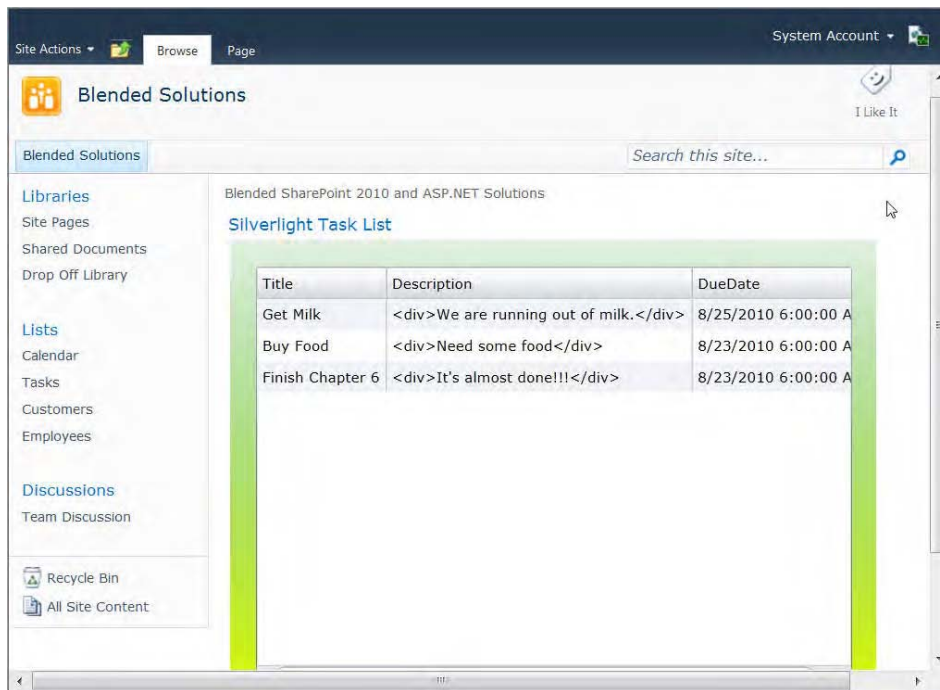 System Account
Site Actions Browse Page
Blended Solutions
I Like It
Blended Solutions Search this site...
Libraries
Site Pages
Shared Documents
Drop Off Library
Lists
Calendar
Tasks
Customers
Employees
Discussions
Team Discussion
Recycle Bin
All Site Content
Blended SharePoint 2010 and ASP.NET Solutions
Silverlight Task List
Title Description DueDate
Get Milk <div>We are running out of milk.</div> 8/25/2010 6:00:00 A
Buy Food <div>Need some food</div> 8/23/2010 6:00:00 A
Finish Chapter 6 <div>It's almost done!!!</div> 8/23/2010 6:00:00 A